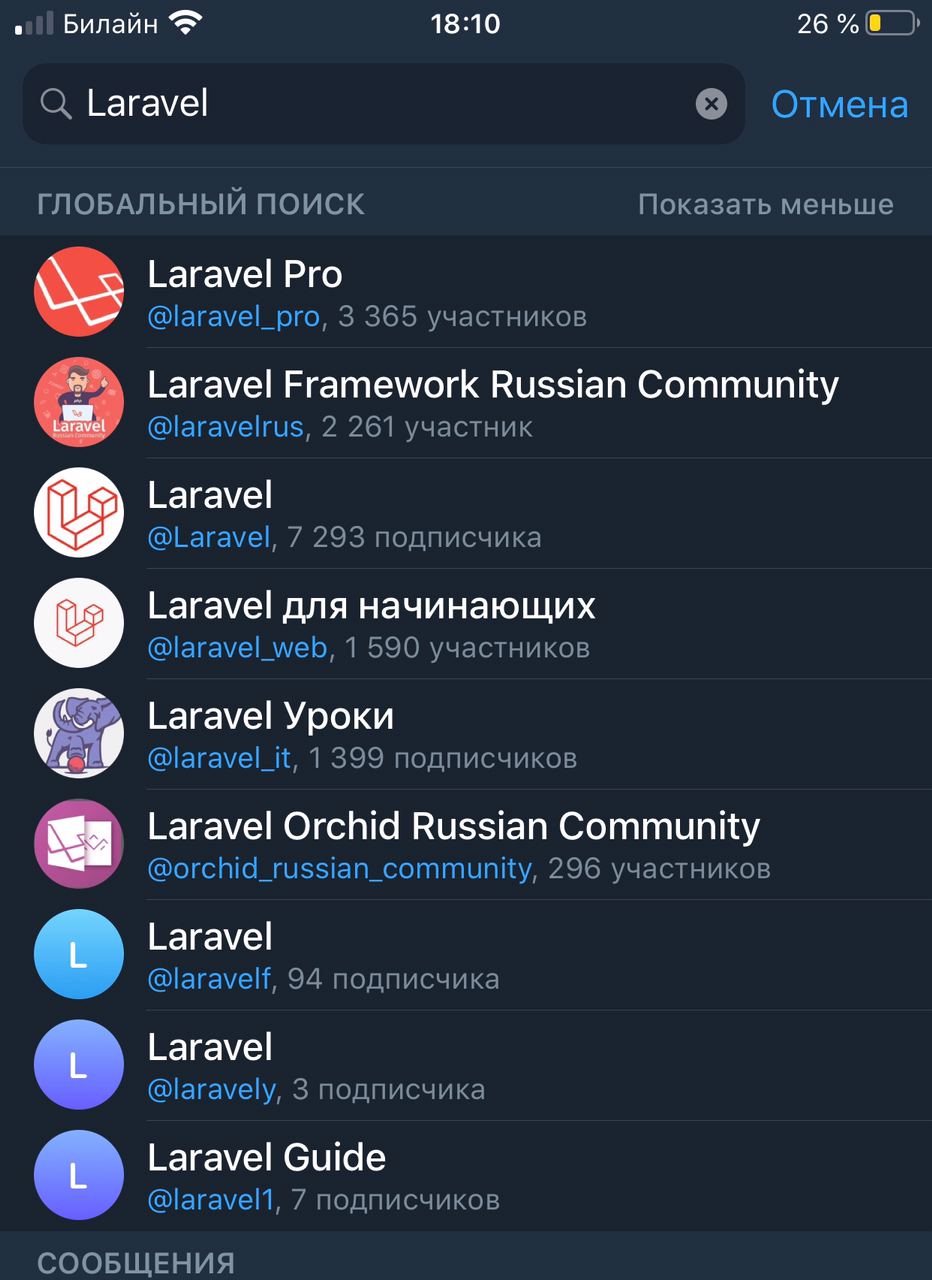 Билайн 18:10 26 %
Laravel Отмена
ГЛОБАЛЬНЫЙ ПОИСК Показать меньше
Laravel Pro
@laravel_pro, 3 365 участников
Laravel Framework Russian Community
Laravel
Russian Community
@laravelrus, 2 261 участник
Laravel
@Laravel, 7 293 подписчика
Laravel для начинающих
@laravel_web, 1 590 участников
Laravel Уроки
@laravel_it, 1 399 подписчиков
Laravel Orchid Russian Community
@orchid_russian_community, 296 участников
L
Laravel
@laravelf, 94 подписчика
L
Laravel
@laravely, 3 подписчика
L
Laravel Guide
@laravel1, 7 подписчиков
СООБЩЕНИЯ